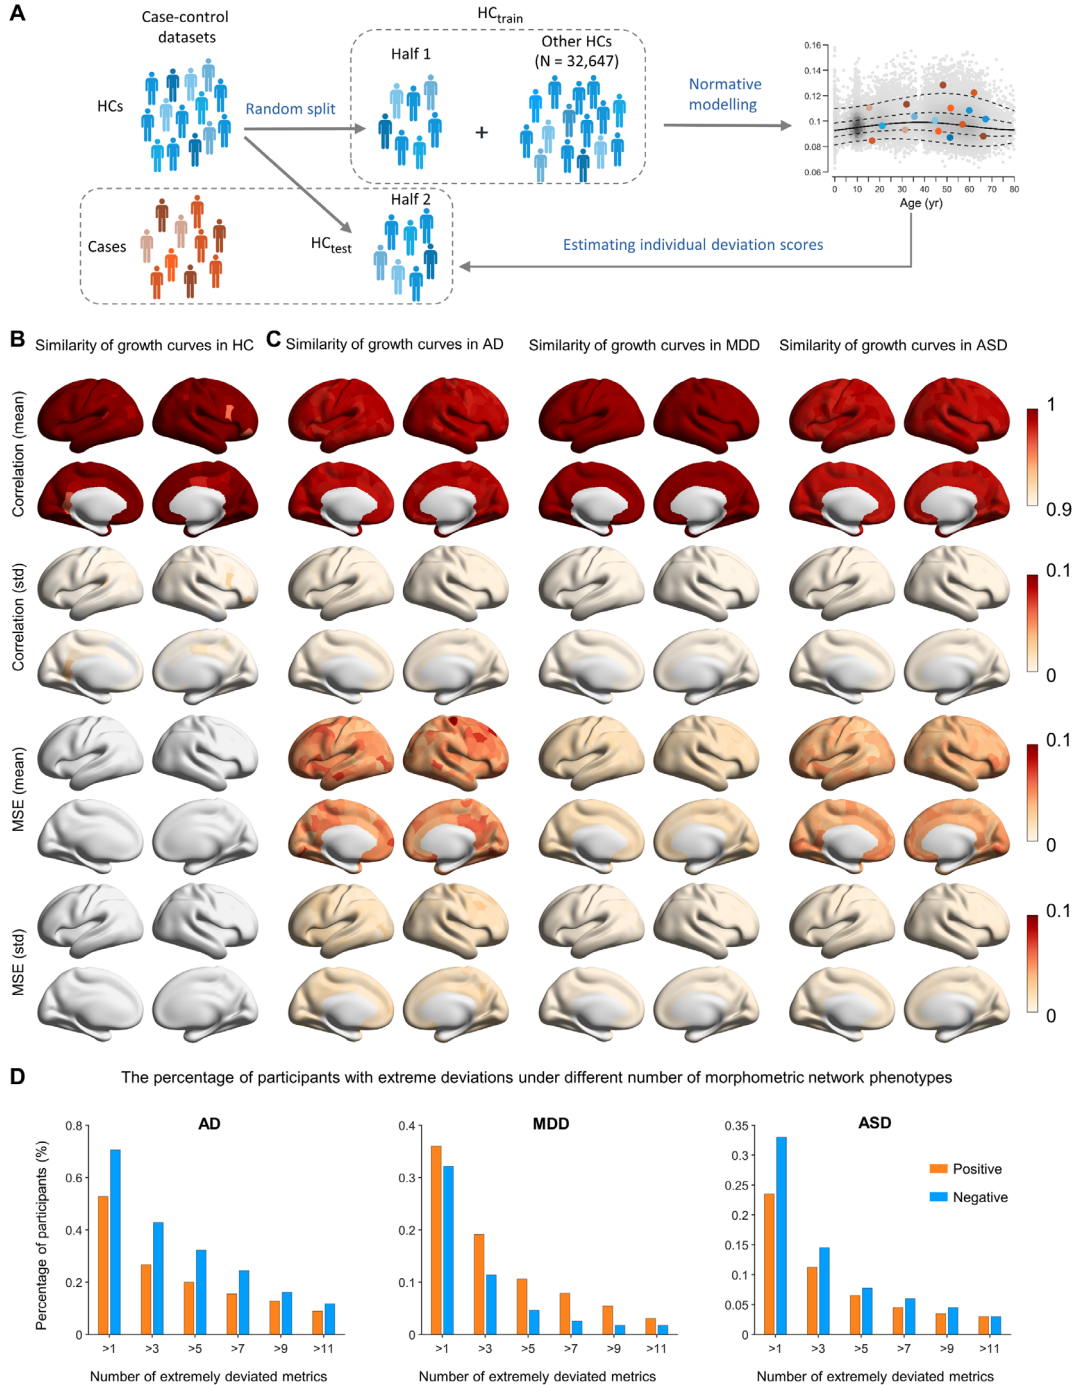 A
Case-control
datasets
HCs
Random split
HCtrain
Half 1
+
Other HCs
(N = 32,647)
Normative
modelling
0.16
0.14
0.12
0.1
0.08
0.06
0 10 20 30 40 50 60 70 80
Age (yr)
Cases
HCtest
Half 2
Estimating individual deviation scores
B
Similarity of growth curves in HC
C
Similarity of growth curves in AD
Similarity of growth curves in MDD
Similarity of growth curves in ASD
Correlation (mean)
1
0.9
Correlation (std)
0.1
0
MSE (mean)
0.1
0
MSE (std)
0.1
0
D
The percentage of participants with extreme deviations under different number of morphometric network phenotypes
Percentage of participants (%)
AD
0.8
0.6
0.4
0.2
0
>1 >3 >5 >7 >9 >11
Number of extremely deviated metrics
MDD
0.4
0.3
0.2
0.1
0
>1 >3 >5 >7 >9 >11
Number of extremely deviated metrics
ASD
0.35
0.3
0.25
0.2
0.15
0.1
0.05
0
>1 >3 >5 >7 >9 >11
Number of extremely deviated metrics
Positive
Negative